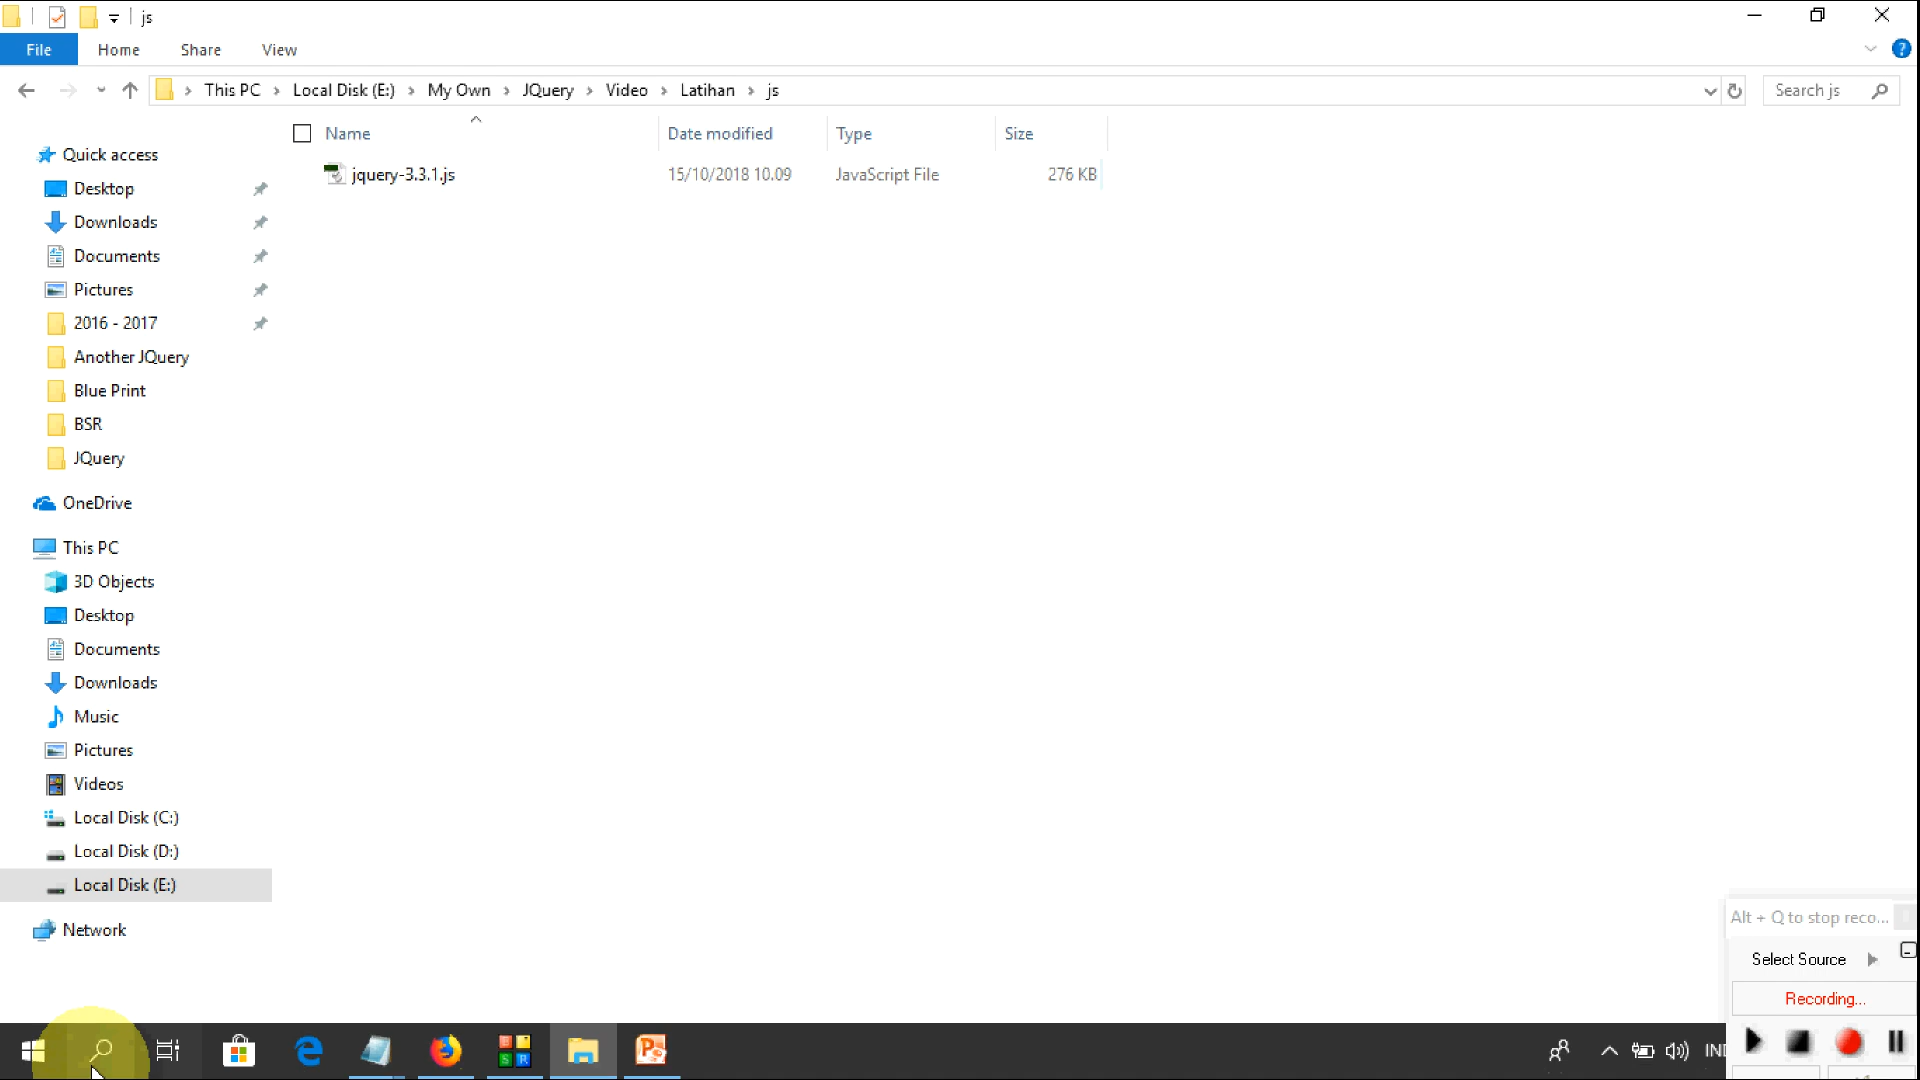 js
File Home Share View
This PC Local Disk (E:) My Own JQuery Video Latihan js Search js
Name Date modified Type Size
jquery-3.3.1.js 15/10/2018 10.09 JavaScript File 276 KB
Quick access
Desktop
Downloads
Documents
Pictures
2016 - 2017
Another JQuery
Blue Print
BSR
JQuery
OneDrive
This PC
3D Objects
Desktop
Documents
Downloads
Music
Pictures
Videos
Local Disk (C:)
Local Disk (D:)
Local Disk (E:)
Network
Alt + Q to stop reco...
Select Source
Recording...